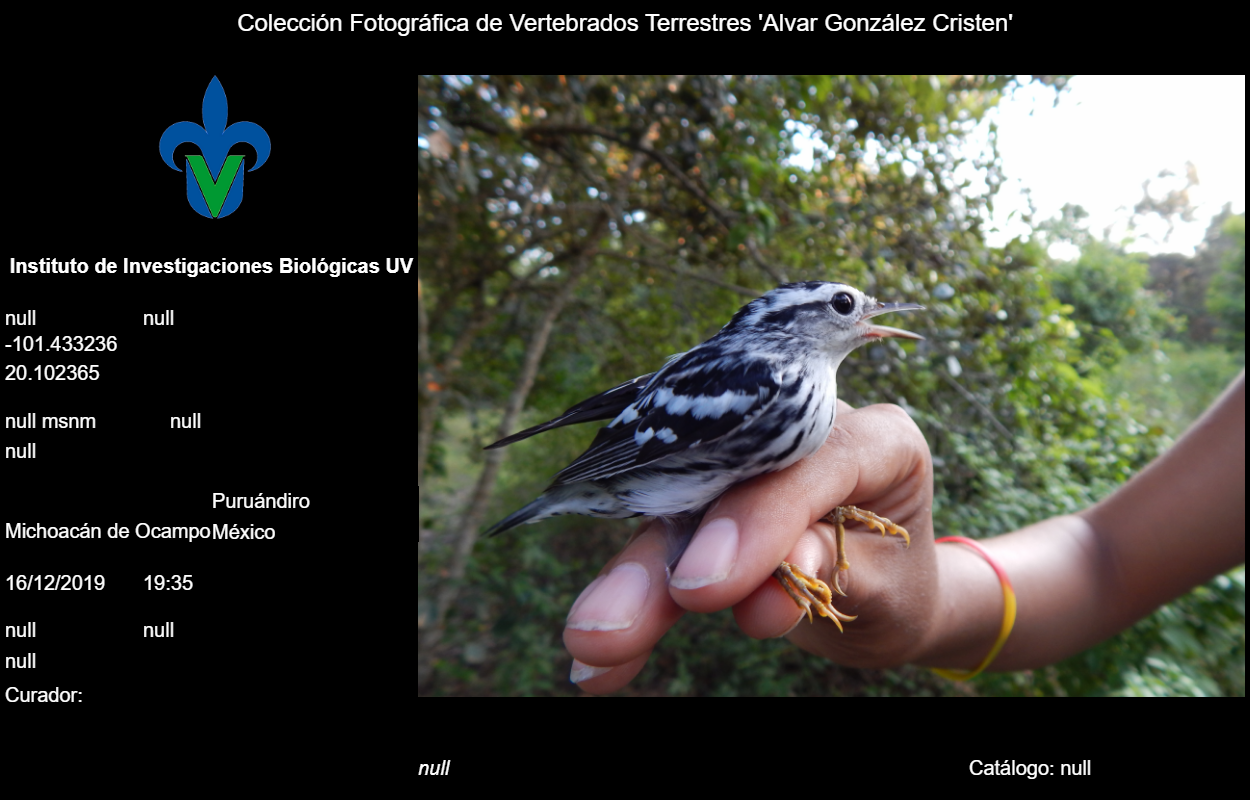 Colección Fotográfica de Vertebrados Terrestres 'Alvar González Cristen'
V
Instituto de Investigaciones Biológicas UV
null null
-101.433236
20.102365
null msnm null
null
Puruándiro
Michoacán de Ocampo México
16/12/2019 19:35
null null
null
Curador:
null Catálogo: null